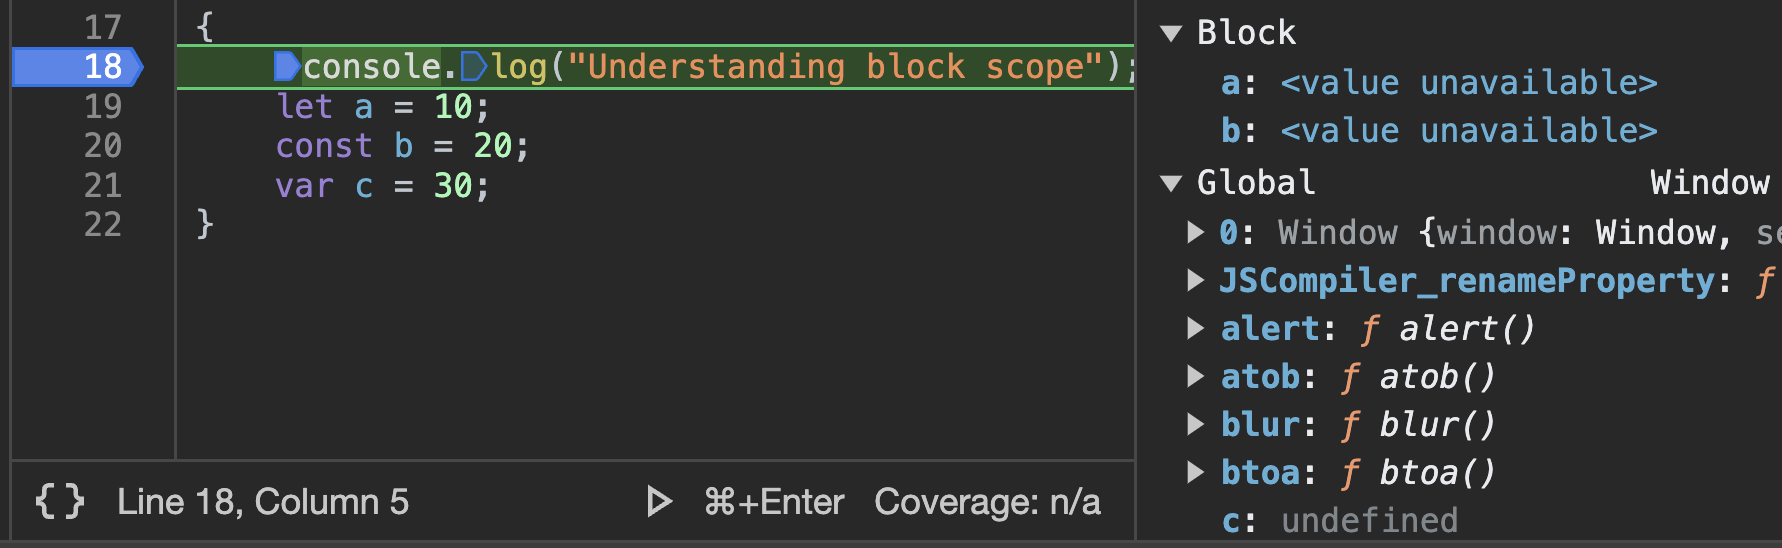 17 {
18 console.log("Understanding block scope");
19 let a = 10;
20 const b = 20;
21 var c = 30;
22 }
{} Line 18, Column 5 ⌘+Enter Coverage: n/a
▼ Block
a: <value unavailable>
b: <value unavailable>
▼ Global Window
▶ 0: Window {window: Window, se
▶ JSCompiler_renameProperty: ƒ
▶ alert: ƒ alert()
▶ atob: ƒ atob()
▶ blur: ƒ blur()
▶ btoa: ƒ btoa()
c: undefined